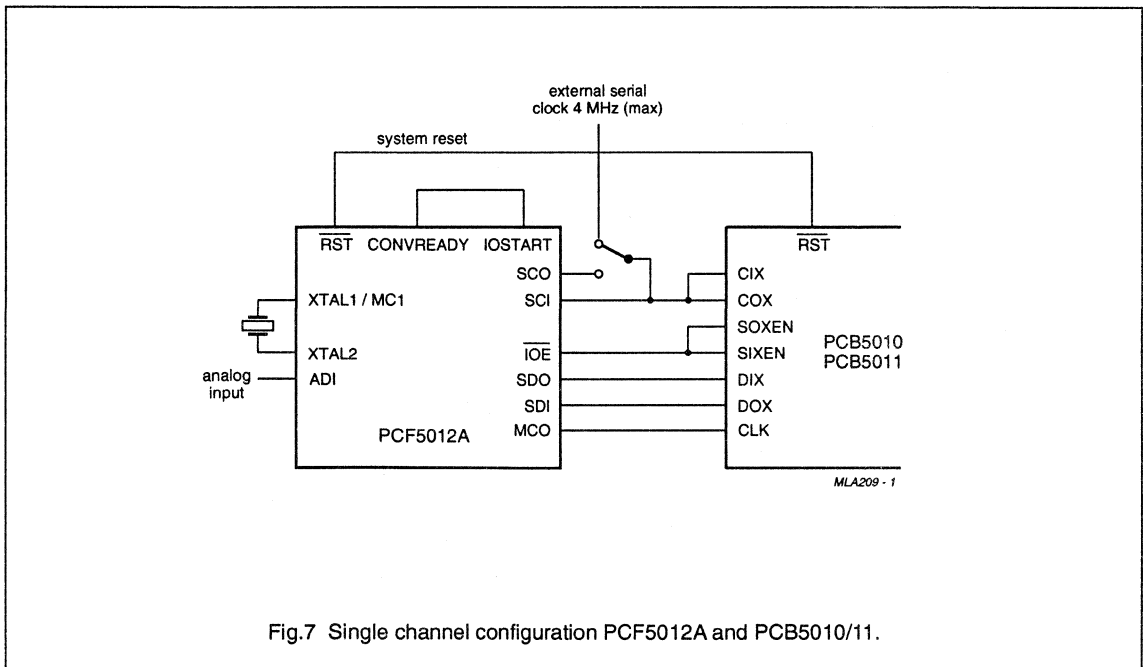 external serial
clock 4 MHz (max)
system reset
RST CONVREADY IOSTART
RST
SCO
CIX
XTAL1 / MC1
SCI
COX
SOXEN
PCB5010
XTAL2
IOE
SIXEN
PCB5011
analog
input
ADI
SDO
DIX
SDI
DOX
PCF5012A
MCO
CLK
MLA209 - 1
Fig.7 Single channel configuration PCF5012A and PCB5010/11.